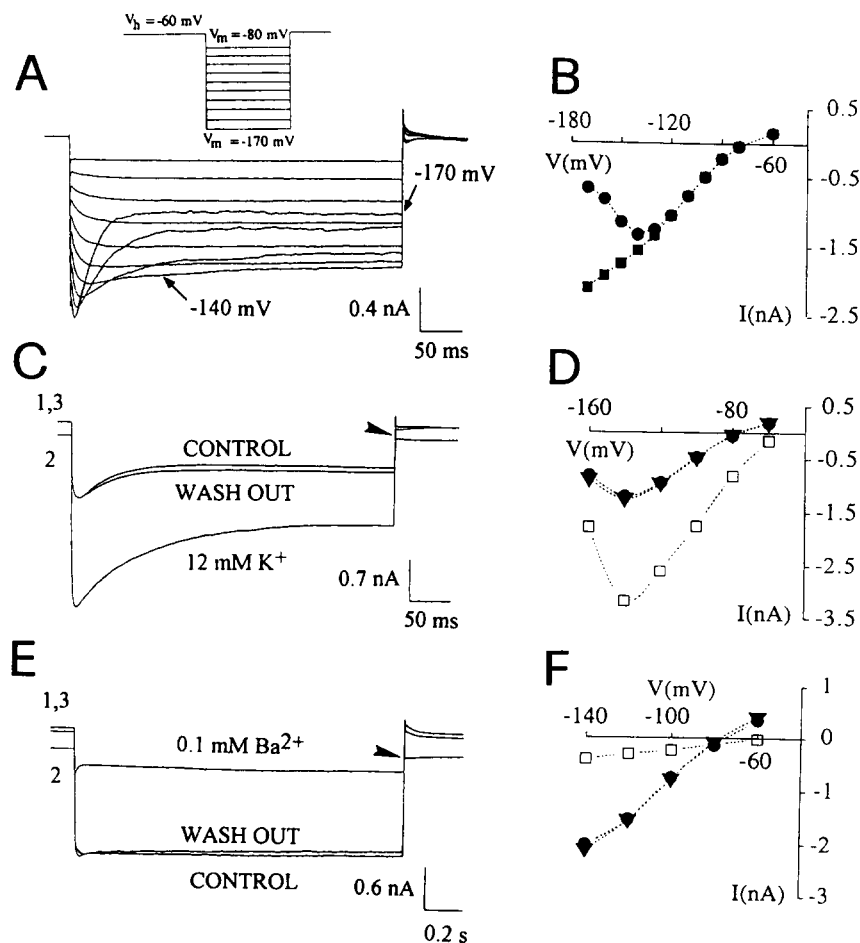 A
Vh = -60 mV
Vm = -80 mV
Vm = -170 mV
-170 mV
-140 mV
0.4 nA
50 ms
B
-180
-120
-60
0.5
V(mV)
-0.5
-1.5
I(nA)
-2.5
C
1,3
2
CONTROL
WASH OUT
12 mM K+
0.7 nA
50 ms
D
-160
-80
0.5
V(mV)
-0.5
-1.5
-2.5
I(nA)
-3.5
E
1,3
2
0.1 mM Ba2+
WASH OUT
CONTROL
0.6 nA
0.2 s
F
V(mV)
-140
-100
-60
1
0
-1
-2
I(nA)
-3